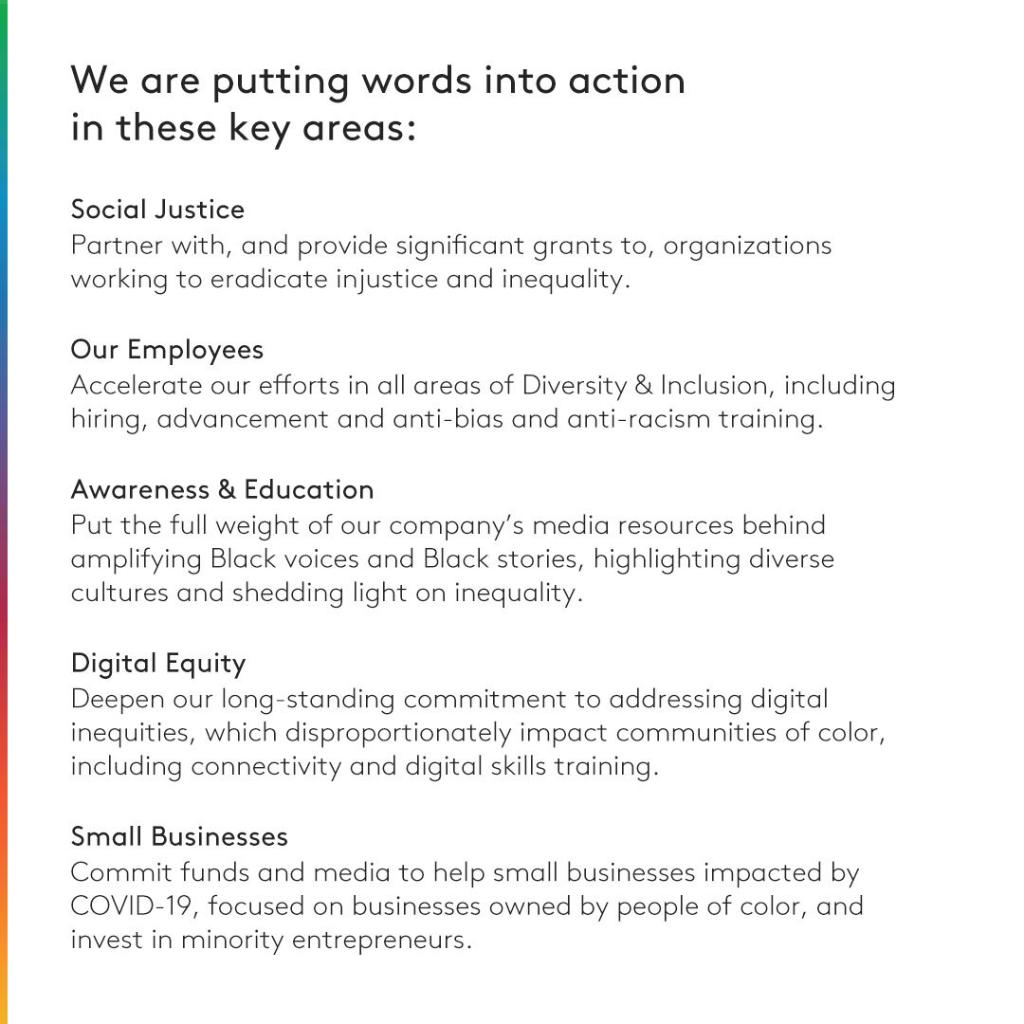 We are putting words into action
in these key areas:
Social Justice
Partner with, and provide significant grants to, organizations
working to eradicate injustice and inequality.
Our Employees
Accelerate our efforts in all areas of Diversity & Inclusion, including
hiring, advancement and anti-bias and anti-racism training.
Awareness & Education
Put the full weight of our company’s media resources behind
amplifying Black voices and Black stories, highlighting diverse
cultures and shedding light on inequality.
Digital Equity
Deepen our long-standing commitment to addressing digital
inequities, which disproportionately impact communities of color,
including connectivity and digital skills training.
Small Businesses
Commit funds and media to help small businesses impacted by
COVID-19, focused on businesses owned by people of color, and
invest in minority entrepreneurs.